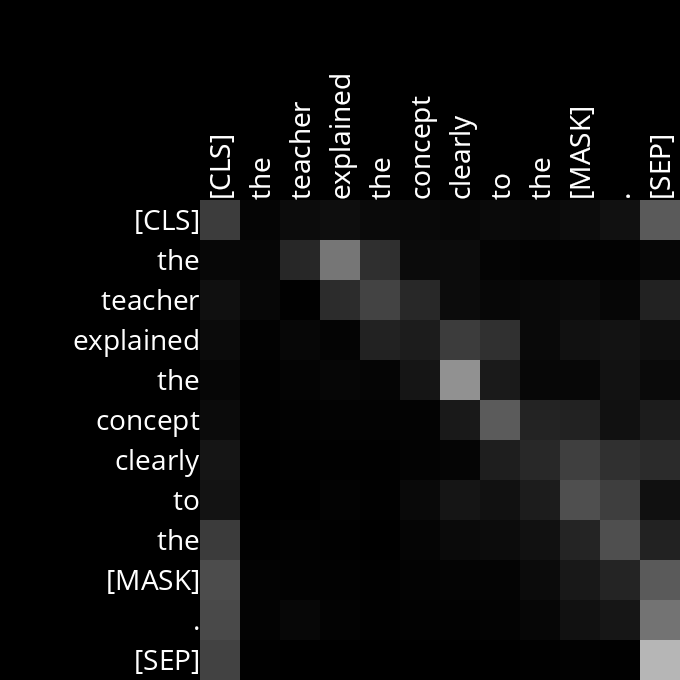 [CLS]
the
teacher
explained
the
concept
clearly
to
the
[MASK]
.
[SEP]
[CLS]
the
teacher
explained
the
concept
clearly
to
the
[MASK]
.
[SEP]